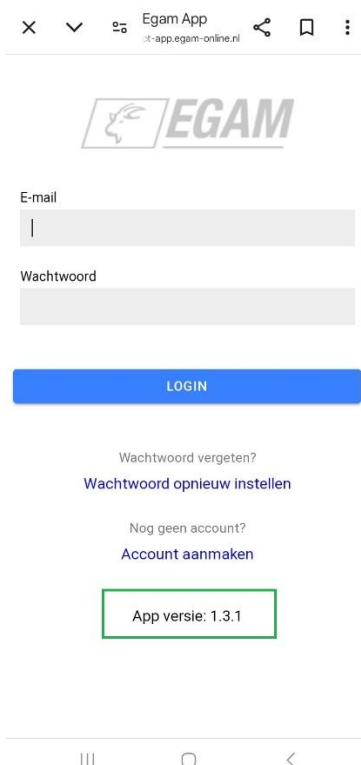 Egam App
ot-app.egam-online.nl
EGAM
E-mail
Wachtwoord
LOGIN
Wachtwoord vergeten?
Wachtwoord opnieuw instellen
Nog geen account?
Account aanmaken
App versie: 1.3.1